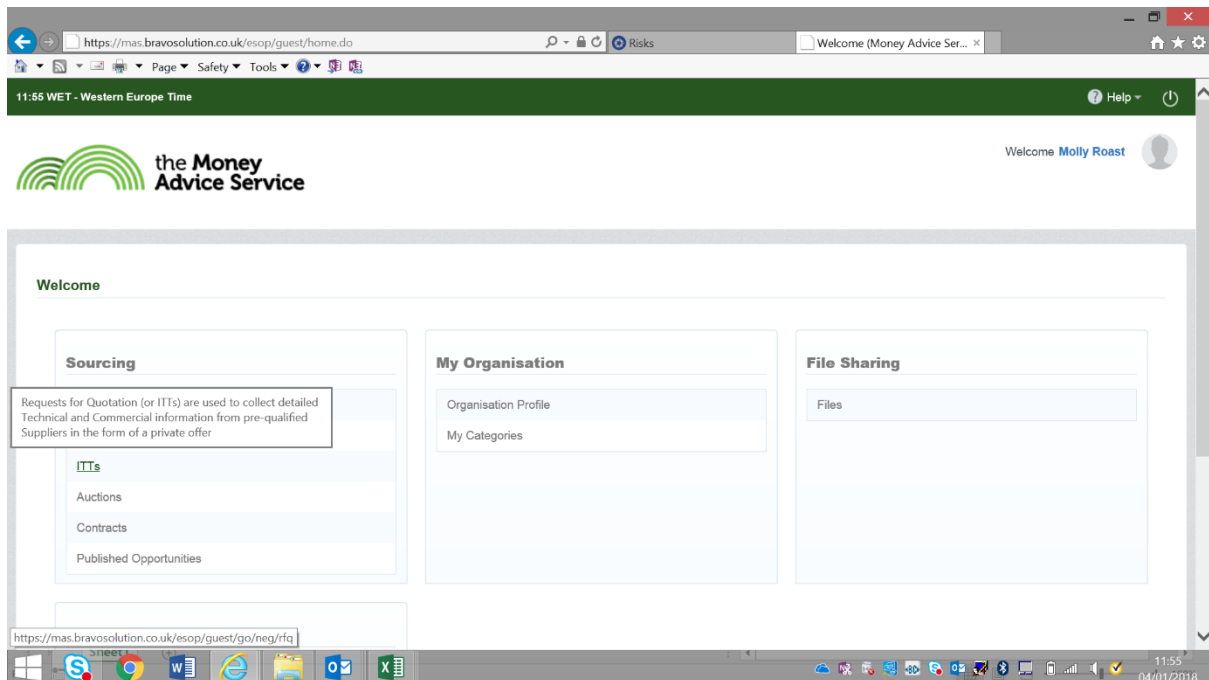 https://mas.bravosolution.co.uk/esop/guest/home.do
Risks
Welcome (Money Advice Ser...
Page Safety Tools
11:55 WET - Western Europe Time
Help
the Money
Advice Service
Welcome Molly Roast
Welcome
Sourcing
Requests for Quotation (or ITTs) are used to collect detailed
Technical and Commercial information from pre-qualified
Suppliers in the form of a private offer
ITTs
Auctions
Contracts
Published Opportunities
My Organisation
Organisation Profile
My Categories
File Sharing
Files
https://mas.bravosolution.co.uk/esop/guest/go/neg/rfq
11:55
04/01/2018